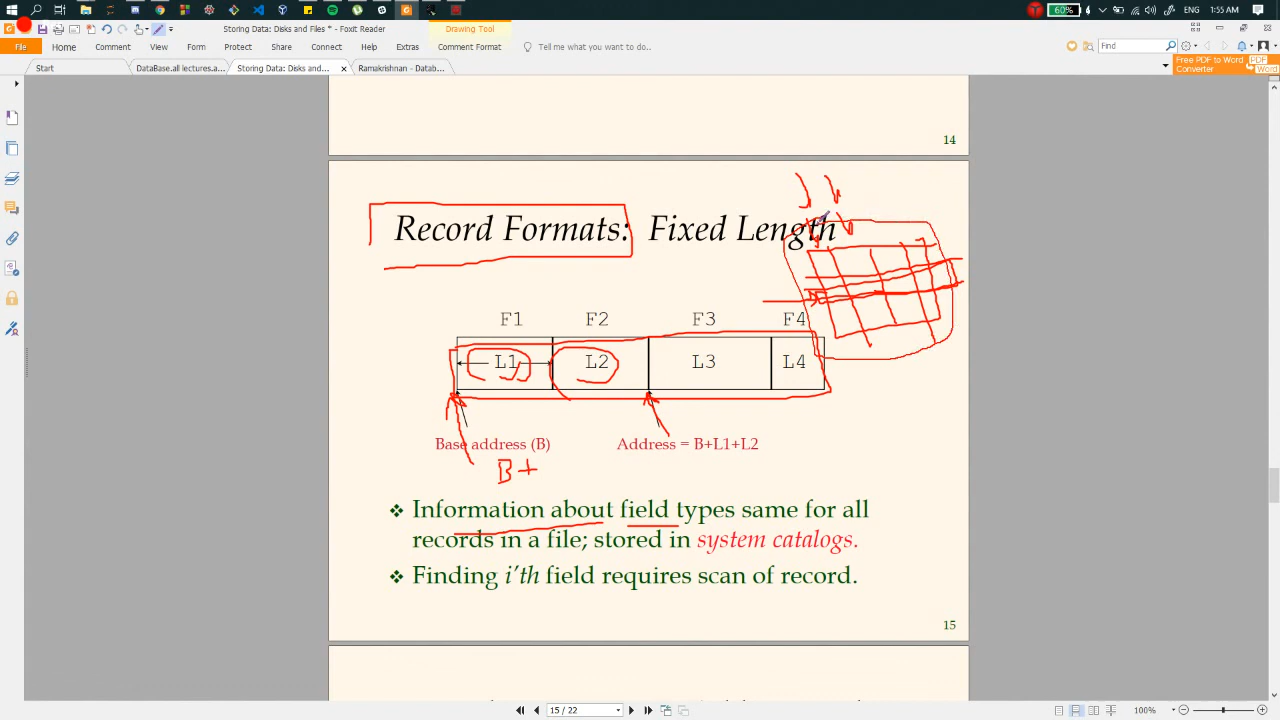 60%
1:55 AM
Storing Data: Disks and Files * - Foxit Reader
Drawing Tool
File
Home
Comment
View
Form
Protect
Share
Connect
Help
Extras
Comment Format
Tell me what you want to do..
Find
Start
DataBase.all lectures.a...
Storing Data: Disks and...
Ramakrishnan - Datab...
Free PDF to Word
Converter
PDF
Word
14
Record Formats: Fixed Length
F1 F2 F3 F4
L1 L2 L3 L4
Base address (B)
Address = B+L1+L2
B+
❖ Information about field types same for all
records in a file; stored in system catalogs.
❖ Finding i'th field requires scan of record.
15
15 / 22
100%